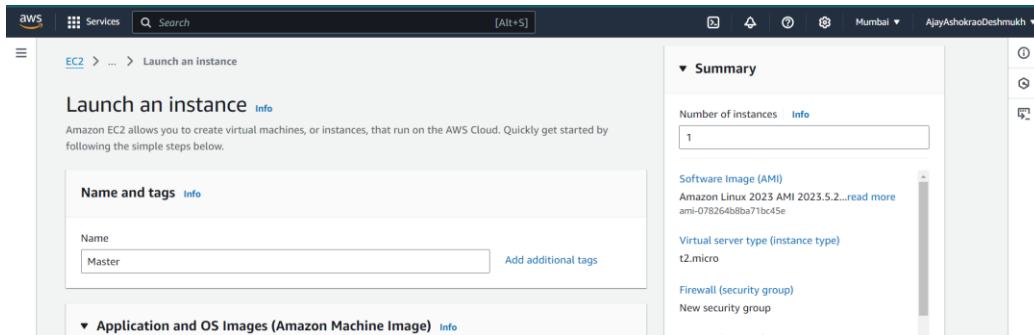 aws
Services
Search
[Alt+S]
Mumbai
AjayAshokraoDeshmukh
EC2 > ... > Launch an instance
Launch an instance Info
Amazon EC2 allows you to create virtual machines, or instances, that run on the AWS Cloud. Quickly get started by
following the simple steps below.
Name and tags Info
Name
Master
Add additional tags
Application and OS Images (Amazon Machine Image) Info
Summary
Number of instances Info
1
Software Image (AMI)
Amazon Linux 2023 AMI 2023.5.2...read more
ami-078264b8ba71bc45e
Virtual server type (instance type)
t2.micro
Firewall (security group)
New security group